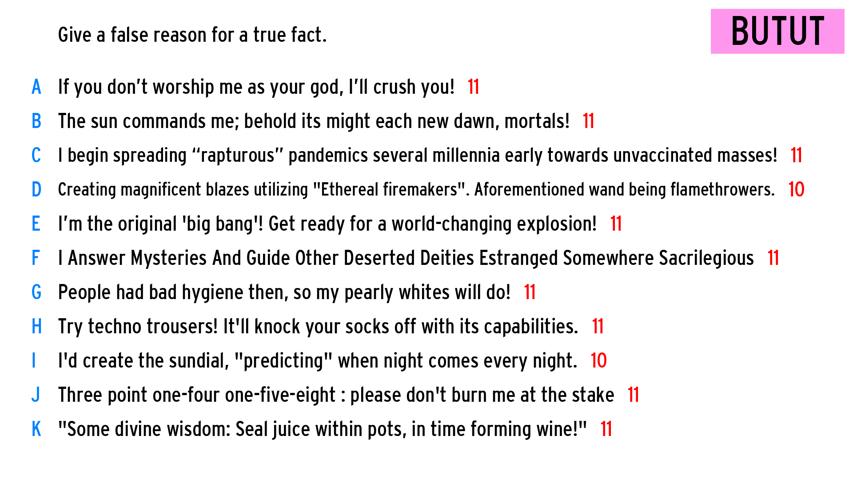 Give a false reason for a true fact.
BUTUT
A If you don’t worship me as your god, I’ll crush you! 11
B The sun commands me; behold its might each new dawn, mortals! 11
C I begin spreading “rapturous” pandemics several millennia early towards unvaccinated masses! 11
D Creating magnificent blazes utilizing "Ethereal firemakers". Aforementioned wand being flamethrowers. 10
E I’m the original 'big bang'! Get ready for a world-changing explosion! 11
F I Answer Mysteries And Guide Other Deserted Deities Estranged Somewhere Sacrilegious 11
G People had bad hygiene then, so my pearly whites will do! 11
H Try techno trousers! It'll knock your socks off with its capabilities. 11
I I'd create the sundial, "predicting" when night comes every night. 10
J Three point one-four one-five-eight : please don't burn me at the stake 11
K "Some divine wisdom: Seal juice within pots, in time forming wine!" 11